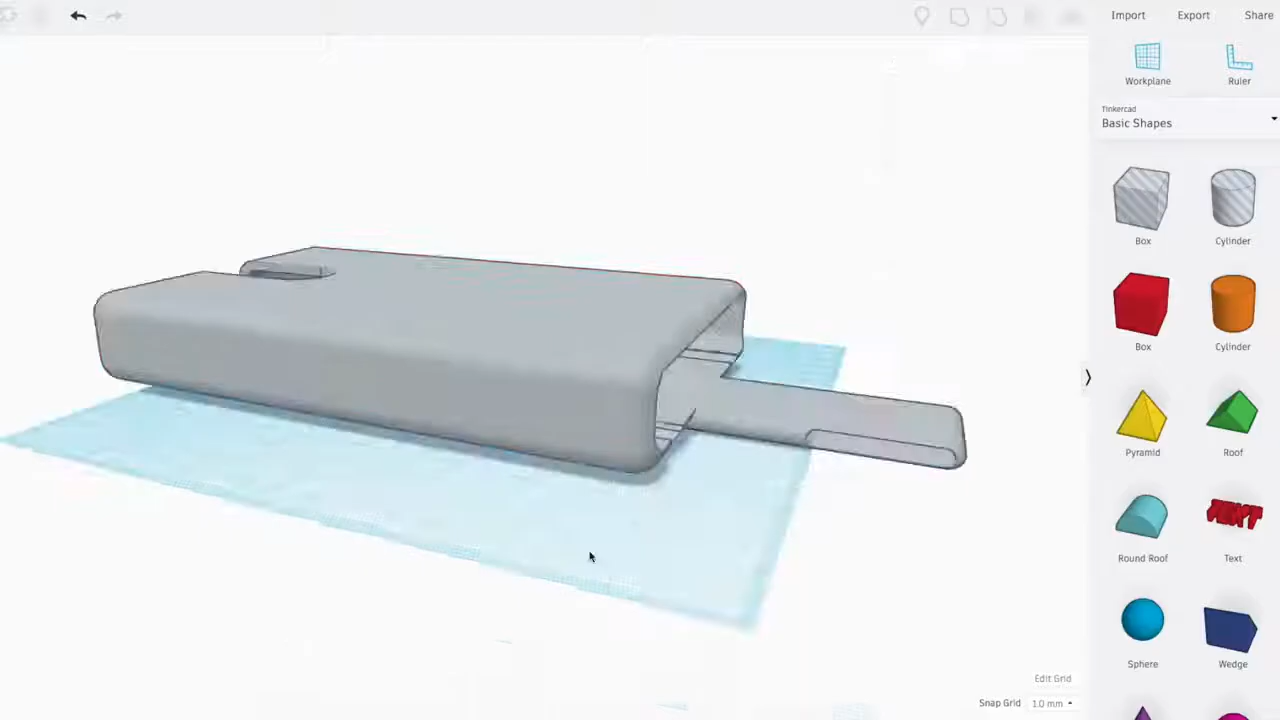 Import Export Share
Workplane Ruler
Tinkercad
Basic Shapes
Box Cylinder
Box Cylinder
Pyramid Roof
TEXT
Round Roof Text
Sphere Wedge
Edit Grid
Snap Grid 1.0 mm